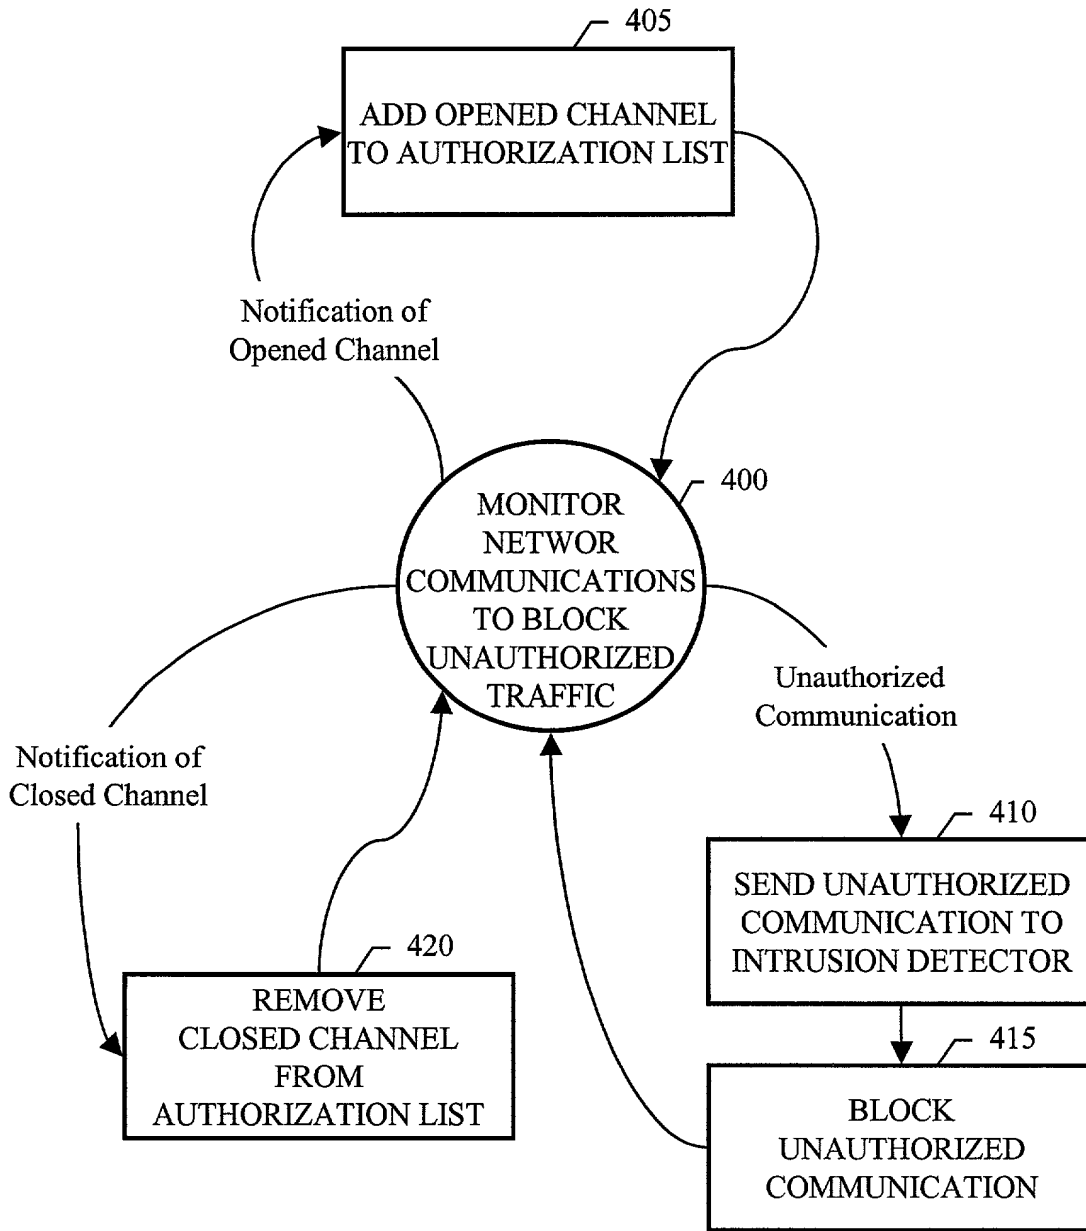 405
ADD OPENED CHANNEL
TO AUTHORIZATION LIST
Notification of
Opened Channel
400
MONITOR
NETWOR
COMMUNICATIONS
TO BLOCK
UNAUTHORIZED
TRAFFIC
Unauthorized
Communication
Notification of
Closed Channel
410
SEND UNAUTHORIZED
COMMUNICATION TO
INTRUSION DETECTOR
420
REMOVE
CLOSED CHANNEL
FROM
AUTHORIZATION LIST
415
BLOCK
UNAUTHORIZED
COMMUNICATION